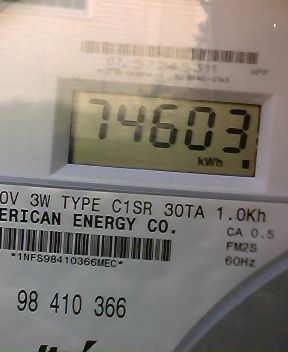 74603
kWh
0V 3W TYPE C1SR 30TA 1.0Kh
ERICAN ENERGY CO.
CA 0.5
FM2S
60Hz
*1NFS98410366MEC*
98 410 366